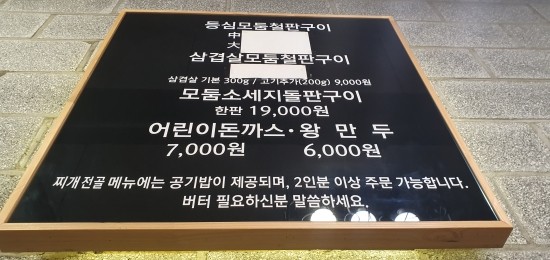 등심모둠철판구이
中
大
삼겹살모둠철판구이
삼겹살 기본 300g / 고기추가(200g) 9,000원
모둠소세지돌판구이
한판 19,000원
어린이돈까스·왕 만 두
7,000원 6,000원
찌개 전골 메뉴에는 공기밥이 제공되며, 2인분 이상 주문 가능합니다.
버터 필요하신분 말씀하세요.